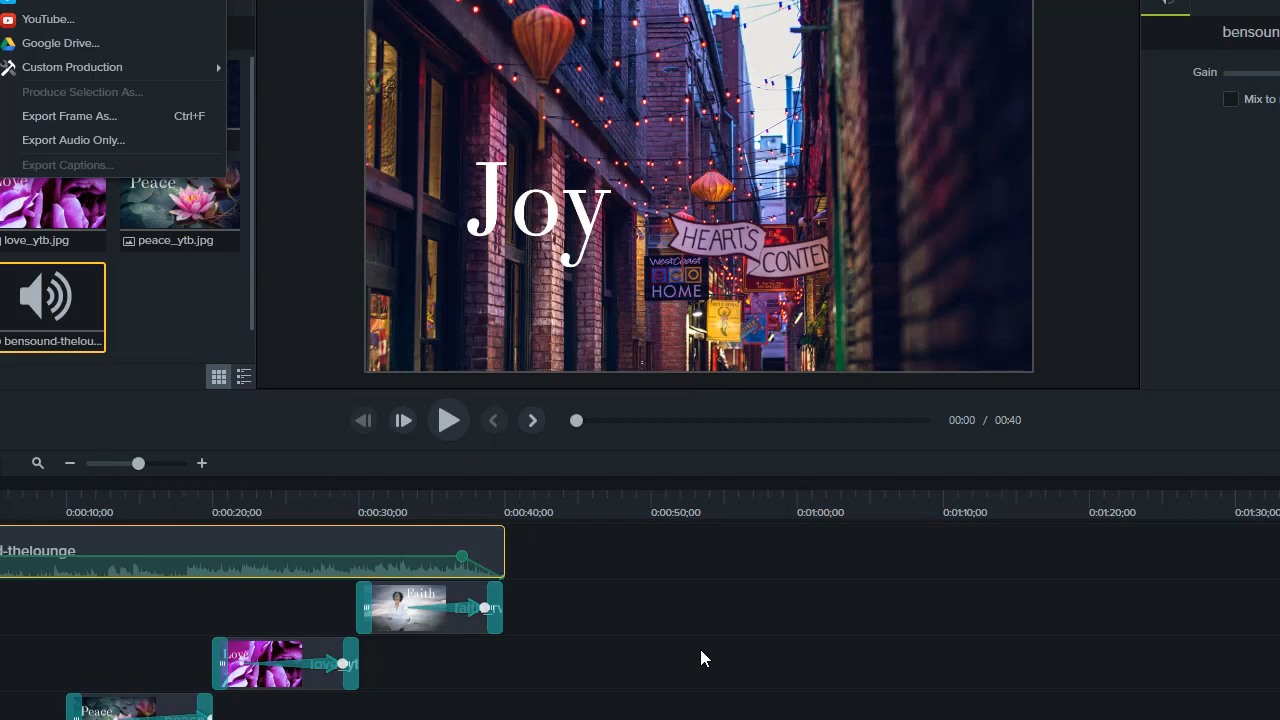 YouTube...
Google Drive...
Custom Production
Produce Selection As...
Export Frame As... Ctrl+F
Export Audio Only...
Export Captions...
Love
Peace
love_ytb.jpg
peace_ytb.jpg
bensound-thelou...
Joy
HEARTS
CONTEN
WestCoast
HOME
bensoun
Gain
Mix to
00:00 / 00:40
0:00:10;00 0:00:20;00 0:00:30;00 0:00:40;00 0:00:50;00 0:01:00;00 0:01:10;00 0:01:20;00 0:01:30;00
d-thelounge
Faith
Love
Peace